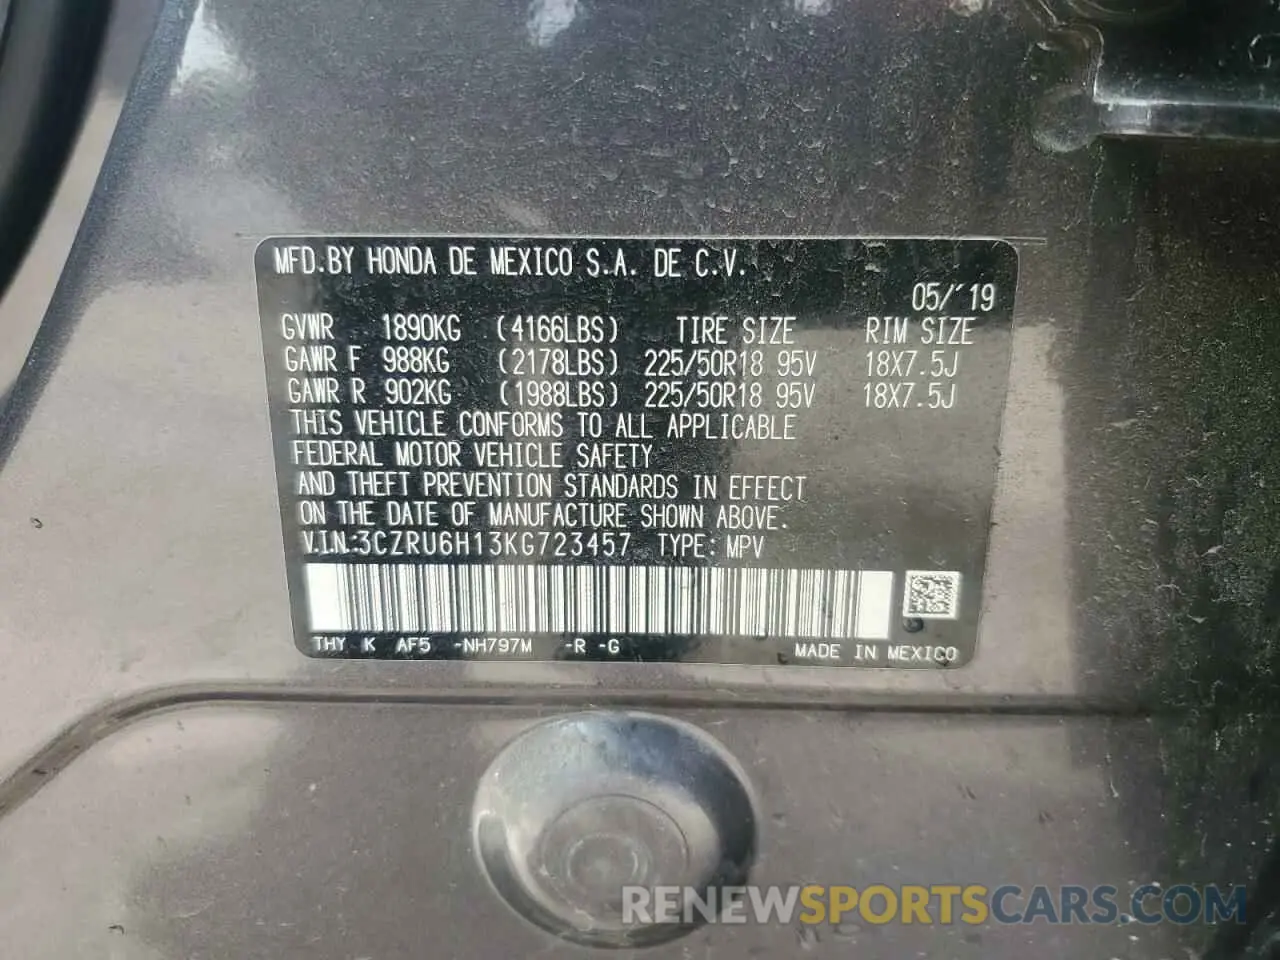 MFD.BY HONDA DE MEXICO S.A. DE C.V.
05/'19
GVWR 1890KG (4166LBS) TIRE SIZE RIM SIZE
GAWR F 988KG (2178LBS) 225/50R18 95V 18X7.5J
GAWR R 902KG (1988LBS) 225/50R18 95V 18X7.5J
THIS VEHICLE CONFORMS TO ALL APPLICABLE
FEDERAL MOTOR VEHICLE SAFETY
AND THEFT PREVENTION STANDARDS IN EFFECT
ON THE DATE OF MANUFACTURE SHOWN ABOVE.
V.I.N.:3CZRU6H13KG723457 TYPE: MPV
THY K AF5 -NH797M -R -G MADE IN MEXICO
RENEWSPORTSCARS.COM